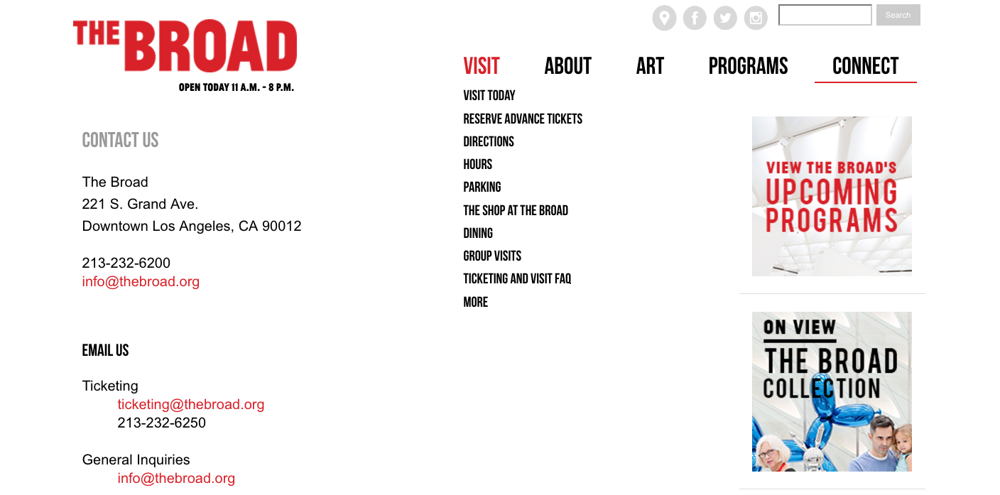 THE BROAD
OPEN TODAY 11 A.M. - 8 P.M.
Search
VISIT
ABOUT
ART
PROGRAMS
CONNECT
VISIT TODAY
RESERVE ADVANCE TICKETS
DIRECTIONS
HOURS
PARKING
THE SHOP AT THE BROAD
DINING
GROUP VISITS
TICKETING AND VISIT FAQ
MORE
CONTACT US
The Broad
221 S. Grand Ave.
Downtown Los Angeles, CA 90012
213-232-6200
info@thebroad.org
EMAIL US
Ticketing
ticketing@thebroad.org
213-232-6250
General Inquiries
info@thebroad.org
VIEW THE BROAD'S
UPCOMING
PROGRAMS
ON VIEW
THE BROAD
COLLECTION